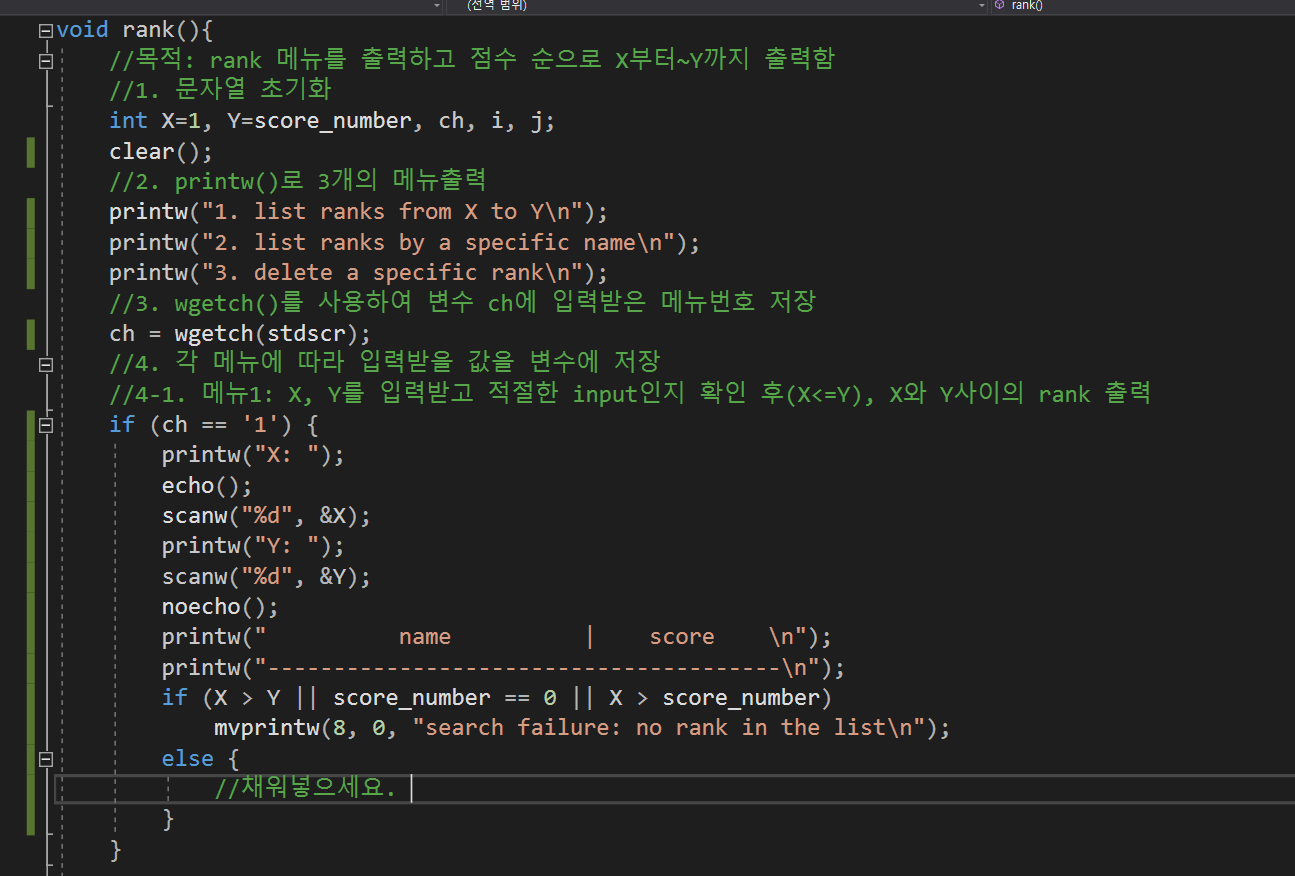 (전역 범위) rank()
void rank(){
//목적: rank 메뉴를 출력하고 점수 순으로 X부터~Y까지 출력함
//1. 문자열 초기화
int X=1, Y=score_number, ch, i, j;
clear();
//2. printw()로 3개의 메뉴출력
printw("1. list ranks from X to Y\n");
printw("2. list ranks by a specific name\n");
printw("3. delete a specific rank\n");
//3. wgetch()를 사용하여 변수 ch에 입력받은 메뉴번호 저장
ch = wgetch(stdscr);
//4. 각 메뉴에 따라 입력받을 값을 변수에 저장
//4-1. 메뉴1: X, Y를 입력받고 적절한 input인지 확인 후(X<=Y), X와 Y사이의 rank 출력
if (ch == '1') {
printw("X: ");
echo();
scanw("%d", &X);
printw("Y: ");
scanw("%d", &Y);
noecho();
printw("          name          |    score    \n");
printw("---------------------------------------\n");
if (X > Y || score_number == 0 || X > score_number)
mvprintw(8, 0, "search failure: no rank in the list\n");
else {
//채워넣으세요.
}
}